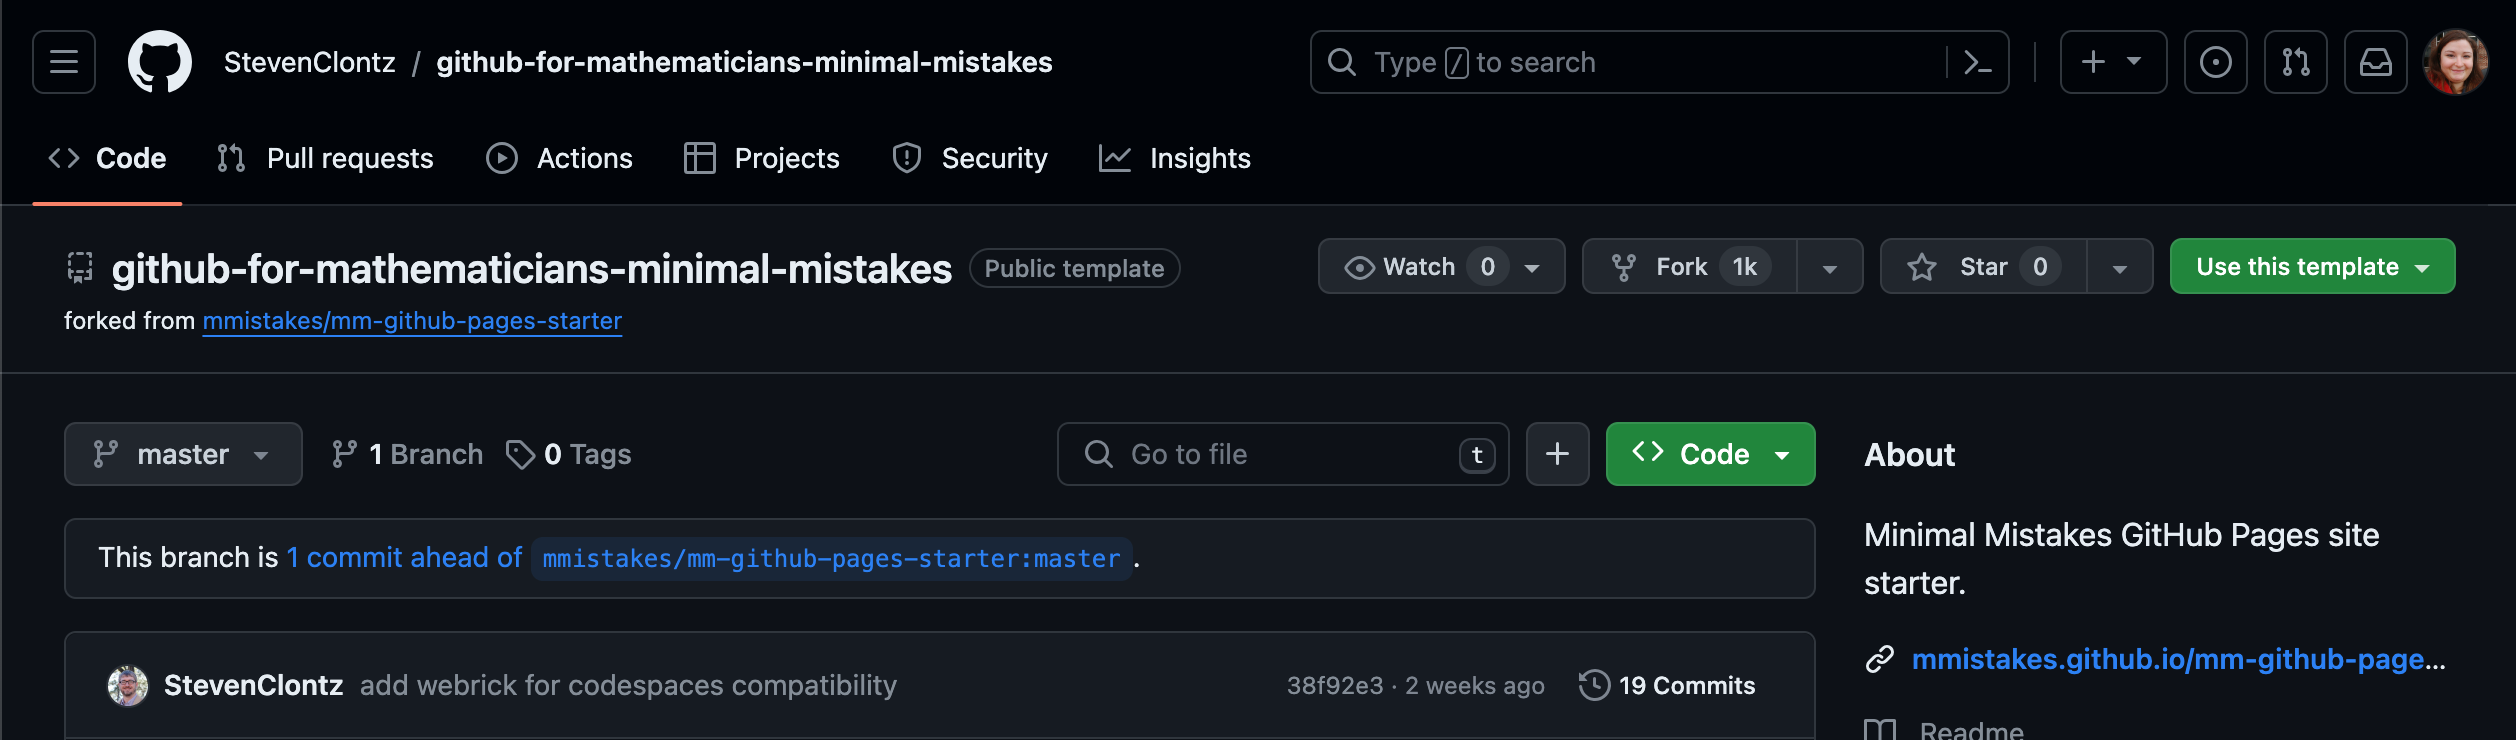 StevenClontz / github-for-mathematicians-minimal-mistakes
Type / to search
Code Pull requests Actions Projects Security Insights
github-for-mathematicians-minimal-mistakes Public template
Watch 0 Fork 1k Star 0 Use this template
forked from mmistakes/mm-github-pages-starter
master 1 Branch 0 Tags Go to file t Code
This branch is 1 commit ahead of mmistakes/mm-github-pages-starter:master .
StevenClontz add webrick for codespaces compatibility 38f92e3 · 2 weeks ago 19 Commits
About
Minimal Mistakes GitHub Pages site
starter.
mmistakes.github.io/mm-github-page...
Readme